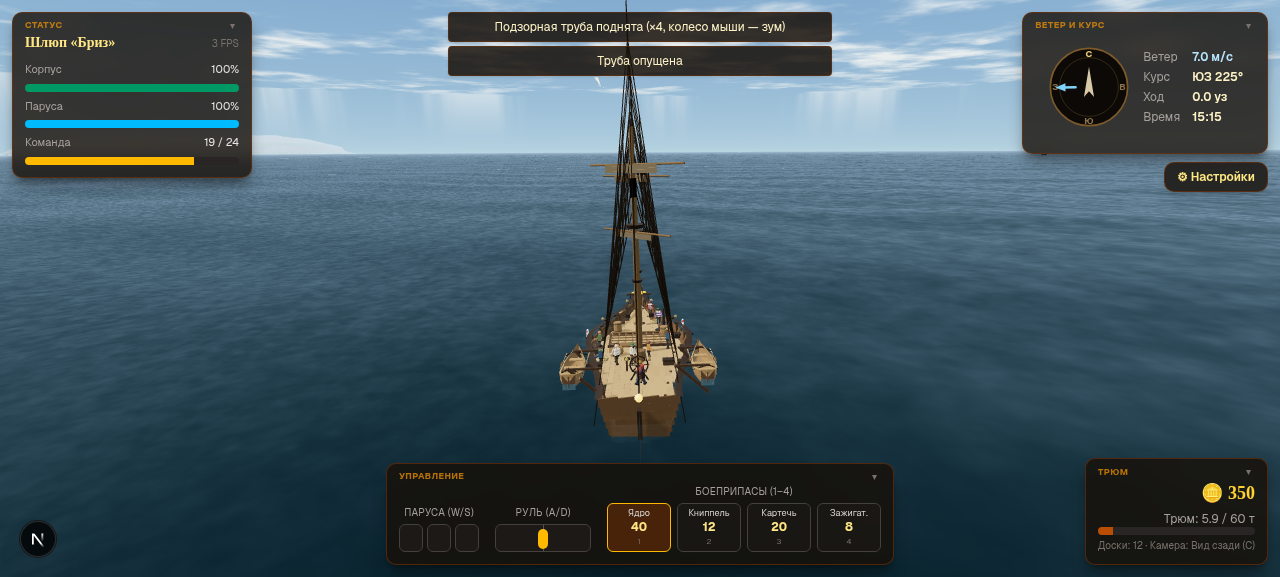 СТАТУС
▼
Шлюп «Бриз»
3 FPS
Корпус
100%
Паруса
100%
Команда
19 / 24
Подзорная труба поднята (×4, колесо мыши — зум)
Труба опущена
ВЕТЕР И КУРС
▼
С
З
В
Ю
Ветер
7.0 м/с
Курс
ЮЗ 225°
Ход
0.0 уз
Время
15:15
⚙ Настройки
УПРАВЛЕНИЕ
▼
ПАРУСА (W/S)
РУЛЬ (A/D)
БОЕПРИПАСЫ (1–4)
Ядро
40
1
Книппель
12
2
Картечь
20
3
Зажигат.
8
4
ТРЮМ
▼
350
Трюм: 5.9 / 60 т
Доски: 12 · Камера: Вид сзади (C)
N